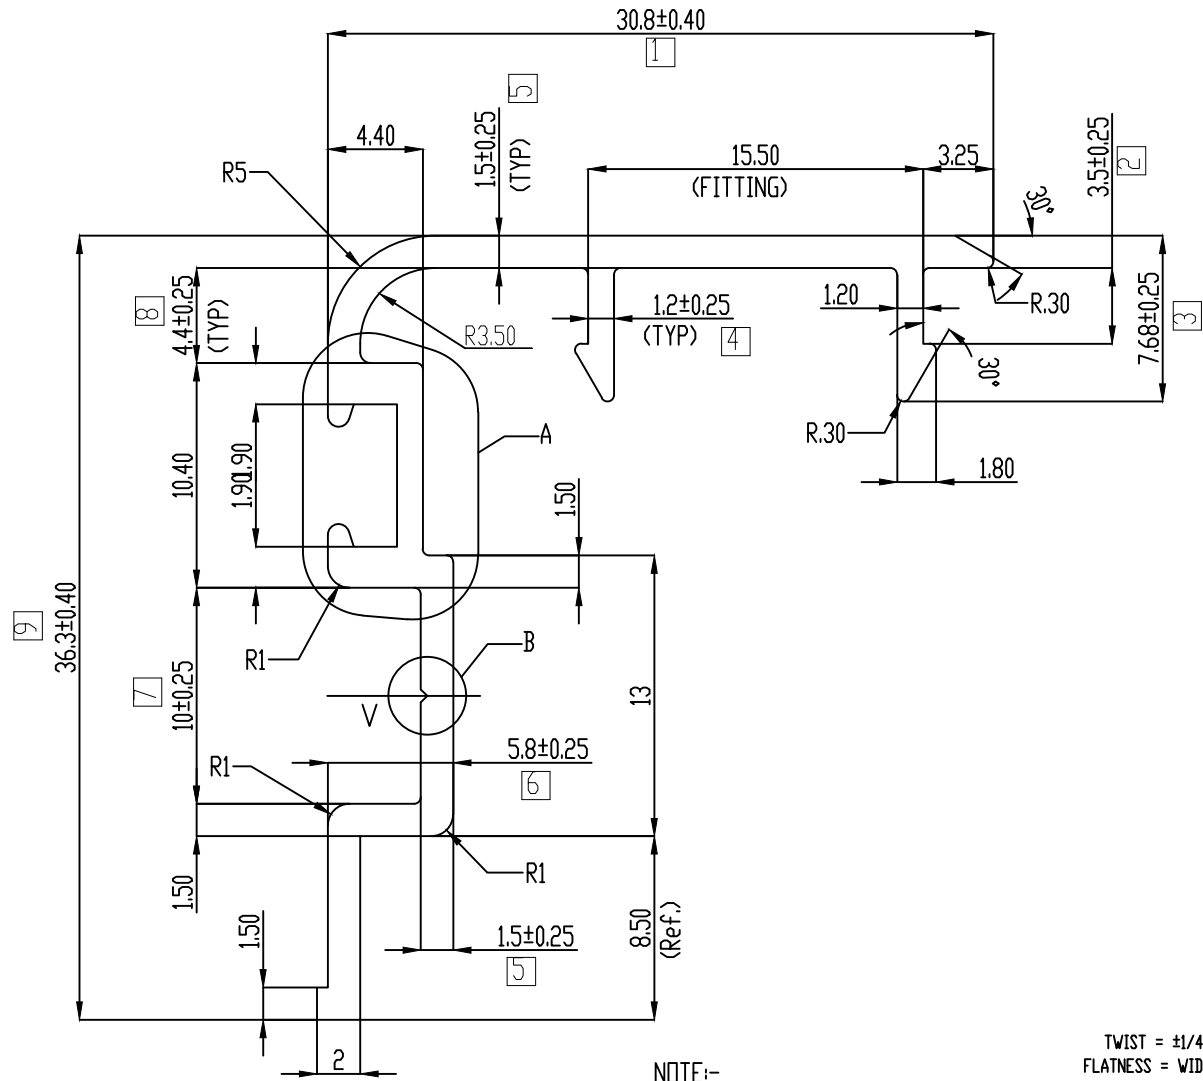 30.8±0.40
1
5
1.5±0.25
(TYP)
4.40
15.50
(FITTING)
3.25
3.5±0.25
2
R5
30°
8
4.4±0.25
(TYP)
R3.50
1.2±0.25
(TYP)
4
1.20
R.30
7.68±0.25
3
30°
R.30
1.80
A
10.40
1.90
1.90
1.50
9
36.3±0.40
R1
B
7
10±0.25
V
13
5.8±0.25
6
R1
R1
1.50
1.50
1.5±0.25
5
8.50
(Ref.)
2
NOTE:-
TWIST = ±1/4
FLATNESS = WID